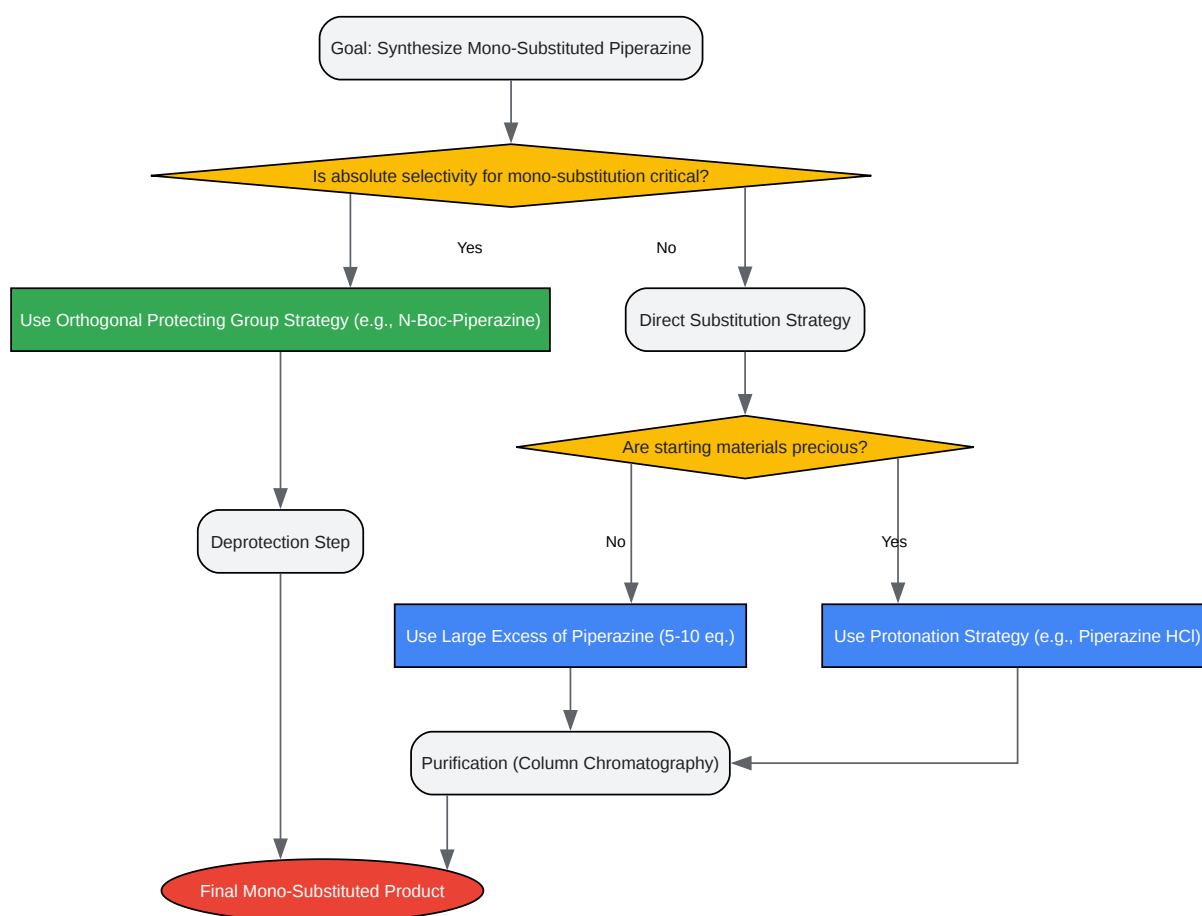 Goal: Synthesize Mono-Substituted Piperazine
Is absolute selectivity for mono-substitution critical?
Yes
No
Use Orthogonal Protecting Group Strategy (e.g., N-Boc-Piperazine)
Direct Substitution Strategy
Are starting materials precious?
Deprotection Step
No
Yes
Use Large Excess of Piperazine (5-10 eq.)
Use Protonation Strategy (e.g., Piperazine HCl)
Purification (Column Chromatography)
Final Mono-Substituted Product